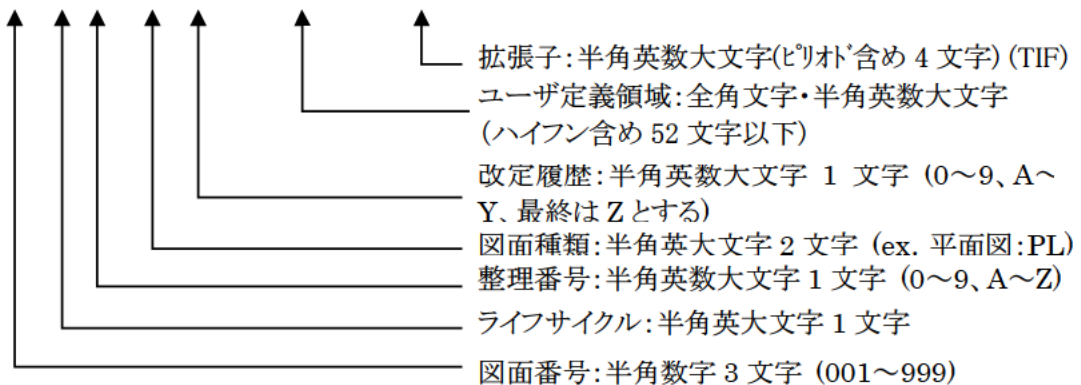 拡張子:半角英数大文字(ﾋﾟﾘｵﾄﾞ含め 4 文字) (TIF)
ユーザ定義領域:全角文字・半角英数大文字
(ハイフン含め 52 文字以下)
改定履歴:半角英数大文字 1 文字 (0～9、A～
Y、最終は Z とする)
図面種類:半角英大文字 2 文字 (ex. 平面図:PL)
整理番号:半角英数大文字 1 文字 (0～9、A～Z)
ライフサイクル:半角英大文字 1 文字
図面番号:半角数字 3 文字 (001～999)